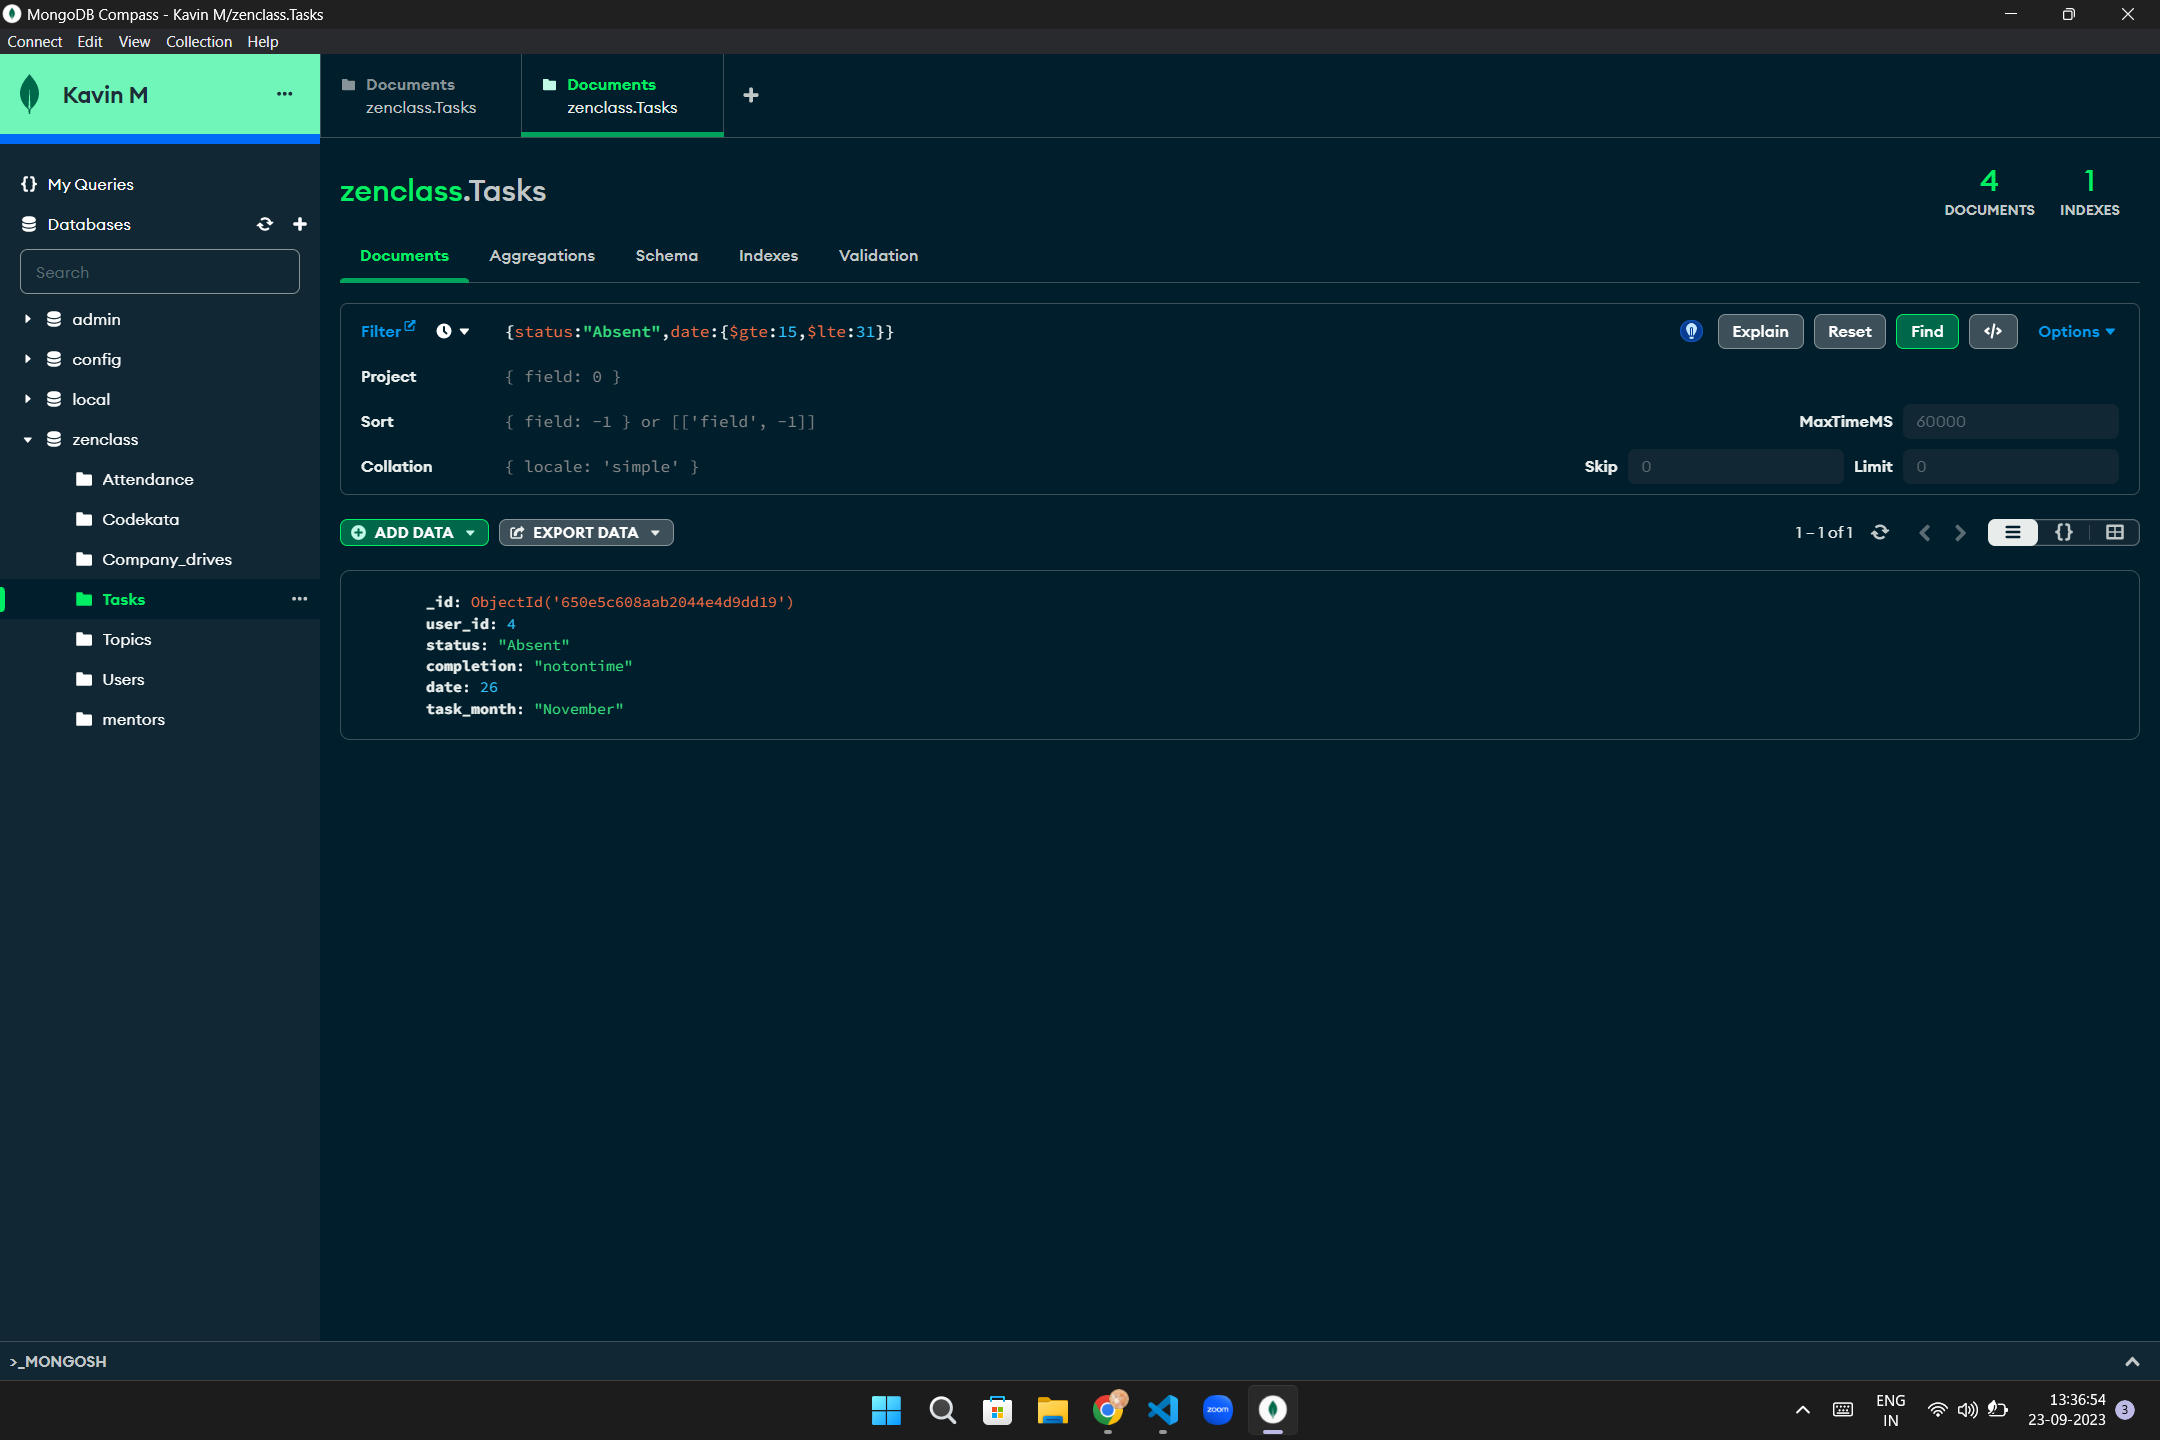 MongoDB Compass - Kavin M/zenclass.Tasks
Connect Edit View Collection Help
Kavin M
Documents
zenclass.Tasks
Documents
zenclass.Tasks
My Queries
Databases
Search
admin
config
local
zenclass
Attendance
Codekata
Company_drives
Tasks
Topics
Users
mentors
zenclass.Tasks
4
DOCUMENTS
1
INDEXES
Documents Aggregations Schema Indexes Validation
Filter {status:"Absent",date:{$gte:15,$lte:31}} Explain Reset Find </> Options
Project { field: 0 }
Sort { field: -1 } or [['field', -1]] MaxTimeMS 60000
Collation { locale: 'simple' } Skip 0 Limit 0
ADD DATA EXPORT DATA 1 – 1 of 1 {}
_id: ObjectId('650e5c608aab2044e4d9dd19')
user_id: 4
status: "Absent"
completion: "notontime"
date: 26
task_month: "November"
>_MONGOSH
zoom
ENG
IN
13:36:54
23-09-2023
3